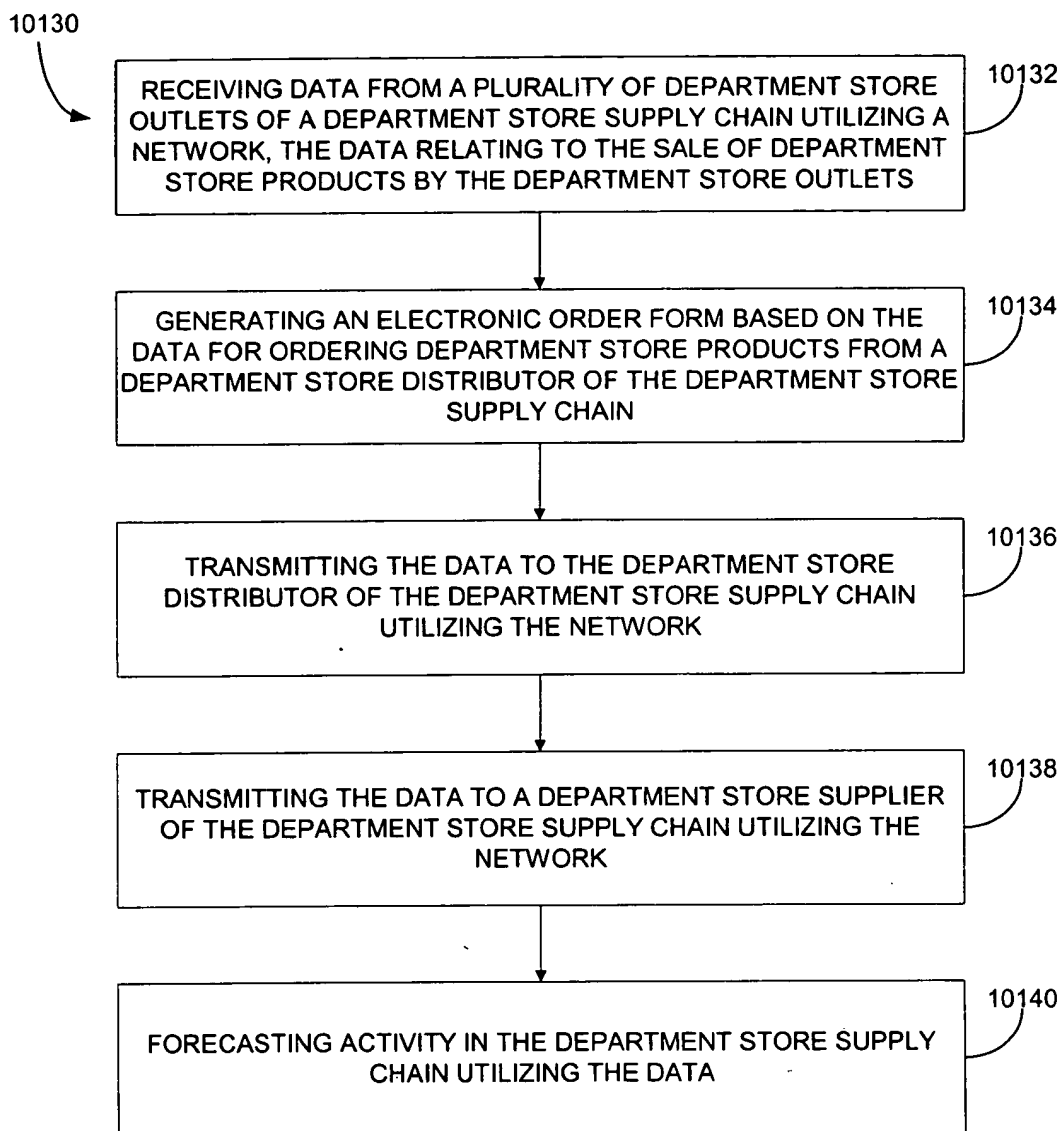 10130
10132
RECEIVING DATA FROM A PLURALITY OF DEPARTMENT STORE
OUTLETS OF A DEPARTMENT STORE SUPPLY CHAIN UTILIZING A
NETWORK, THE DATA RELATING TO THE SALE OF DEPARTMENT
STORE PRODUCTS BY THE DEPARTMENT STORE OUTLETS
10134
GENERATING AN ELECTRONIC ORDER FORM BASED ON THE
DATA FOR ORDERING DEPARTMENT STORE PRODUCTS FROM A
DEPARTMENT STORE DISTRIBUTOR OF THE DEPARTMENT STORE
SUPPLY CHAIN
10136
TRANSMITTING THE DATA TO THE DEPARTMENT STORE
DISTRIBUTOR OF THE DEPARTMENT STORE SUPPLY CHAIN
UTILIZING THE NETWORK
10138
TRANSMITTING THE DATA TO A DEPARTMENT STORE SUPPLIER
OF THE DEPARTMENT STORE SUPPLY CHAIN UTILIZING THE
NETWORK
10140
FORECASTING ACTIVITY IN THE DEPARTMENT STORE SUPPLY
CHAIN UTILIZING THE DATA